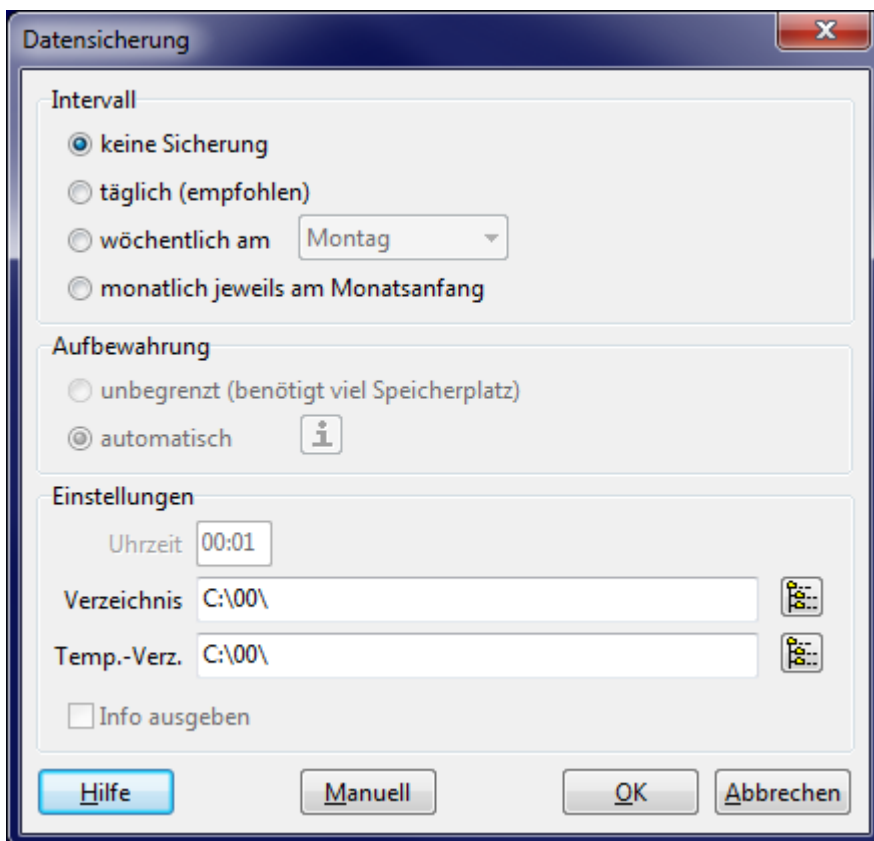 Datensicherung
Intervall
keine Sicherung
täglich (empfohlen)
wöchentlich am Montag
monatlich jeweils am Monatsanfang
Aufbewahrung
unbegrenzt (benötigt viel Speicherplatz)
automatisch
Einstellungen
Uhrzeit 00:01
Verzeichnis C:\00\
Temp.-Verz. C:\00\
Info ausgeben
Hilfe Manuell OK Abbrechen